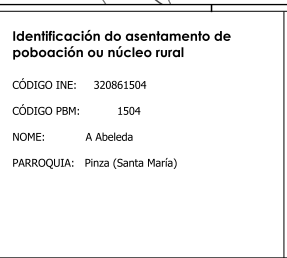 Identificación do asentamento de
poboación ou núcleo rural
CÓDIGO INE: 320861504
CÓDIGO PBM: 1504
NOME: A Abeleda
PARROQUIA: Pinza (Santa María)